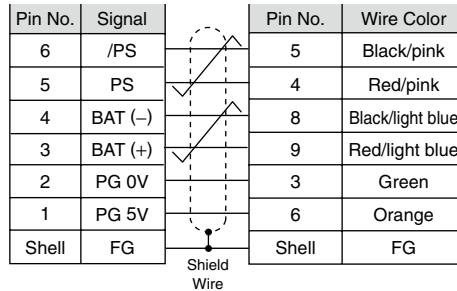 Pin No. Signal Pin No. Wire Color
6 /PS 5 Black/pink
5 PS 4 Red/pink
4 BAT (−) 8 Black/light blue
3 BAT (+) 9 Red/light blue
2 PG 0V 3 Green
1 PG 5V 6 Orange
Shell FG Shell FG
Shield
Wire